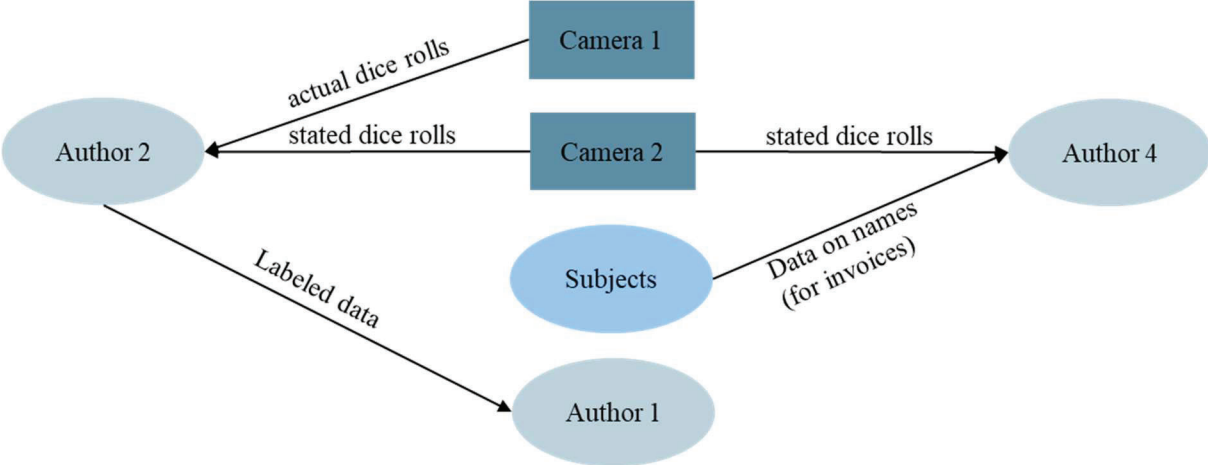 Camera 1
actual dice rolls
Author 2
stated dice rolls
Camera 2
stated dice rolls
Author 4
Subjects
Data on names
(for invoices)
Labeled data
Author 1